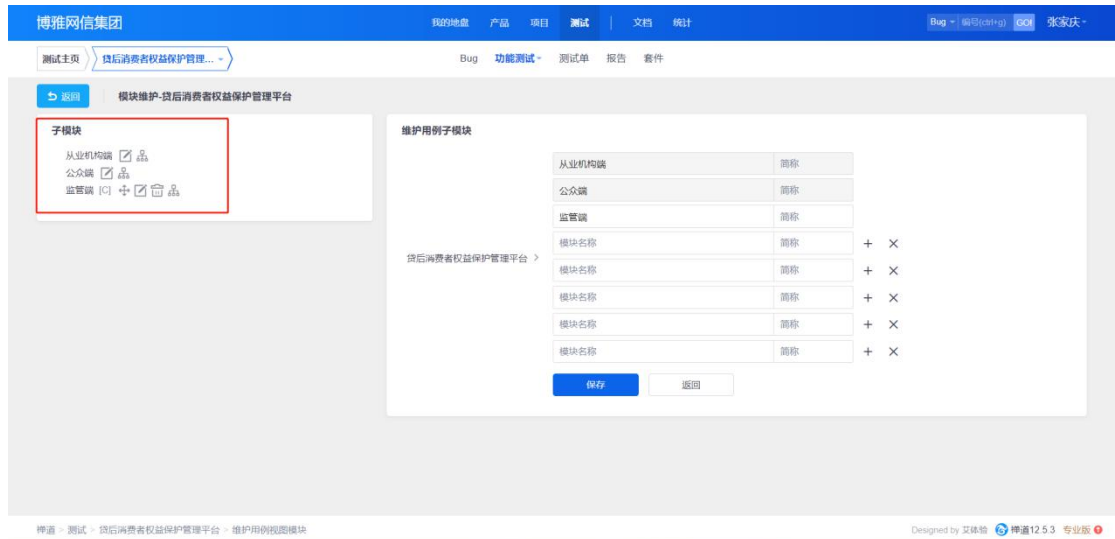 博雅网信集团 我的地盘 产品 项目 测试 文档 统计 Bug 编号(ctrl+g) GO! 张家庆
测试主页 贷后消费者权益保护管理... Bug 功能测试 测试单 报告 套件
返回 模块维护-贷后消费者权益保护管理平台
子模块
从业机构端
公众端
监管端 [C]
维护用例子模块
贷后消费者权益保护管理平台 >
从业机构端 简称
公众端 简称
监管端 简称
模块名称 简称 + ×
模块名称 简称 + ×
模块名称 简称 + ×
模块名称 简称 + ×
模块名称 简称 + ×
保存 返回
禅道 > 测试 > 贷后消费者权益保护管理平台 > 维护用例视图模块 Designed by 艾体验 禅道12.5.3 专业版